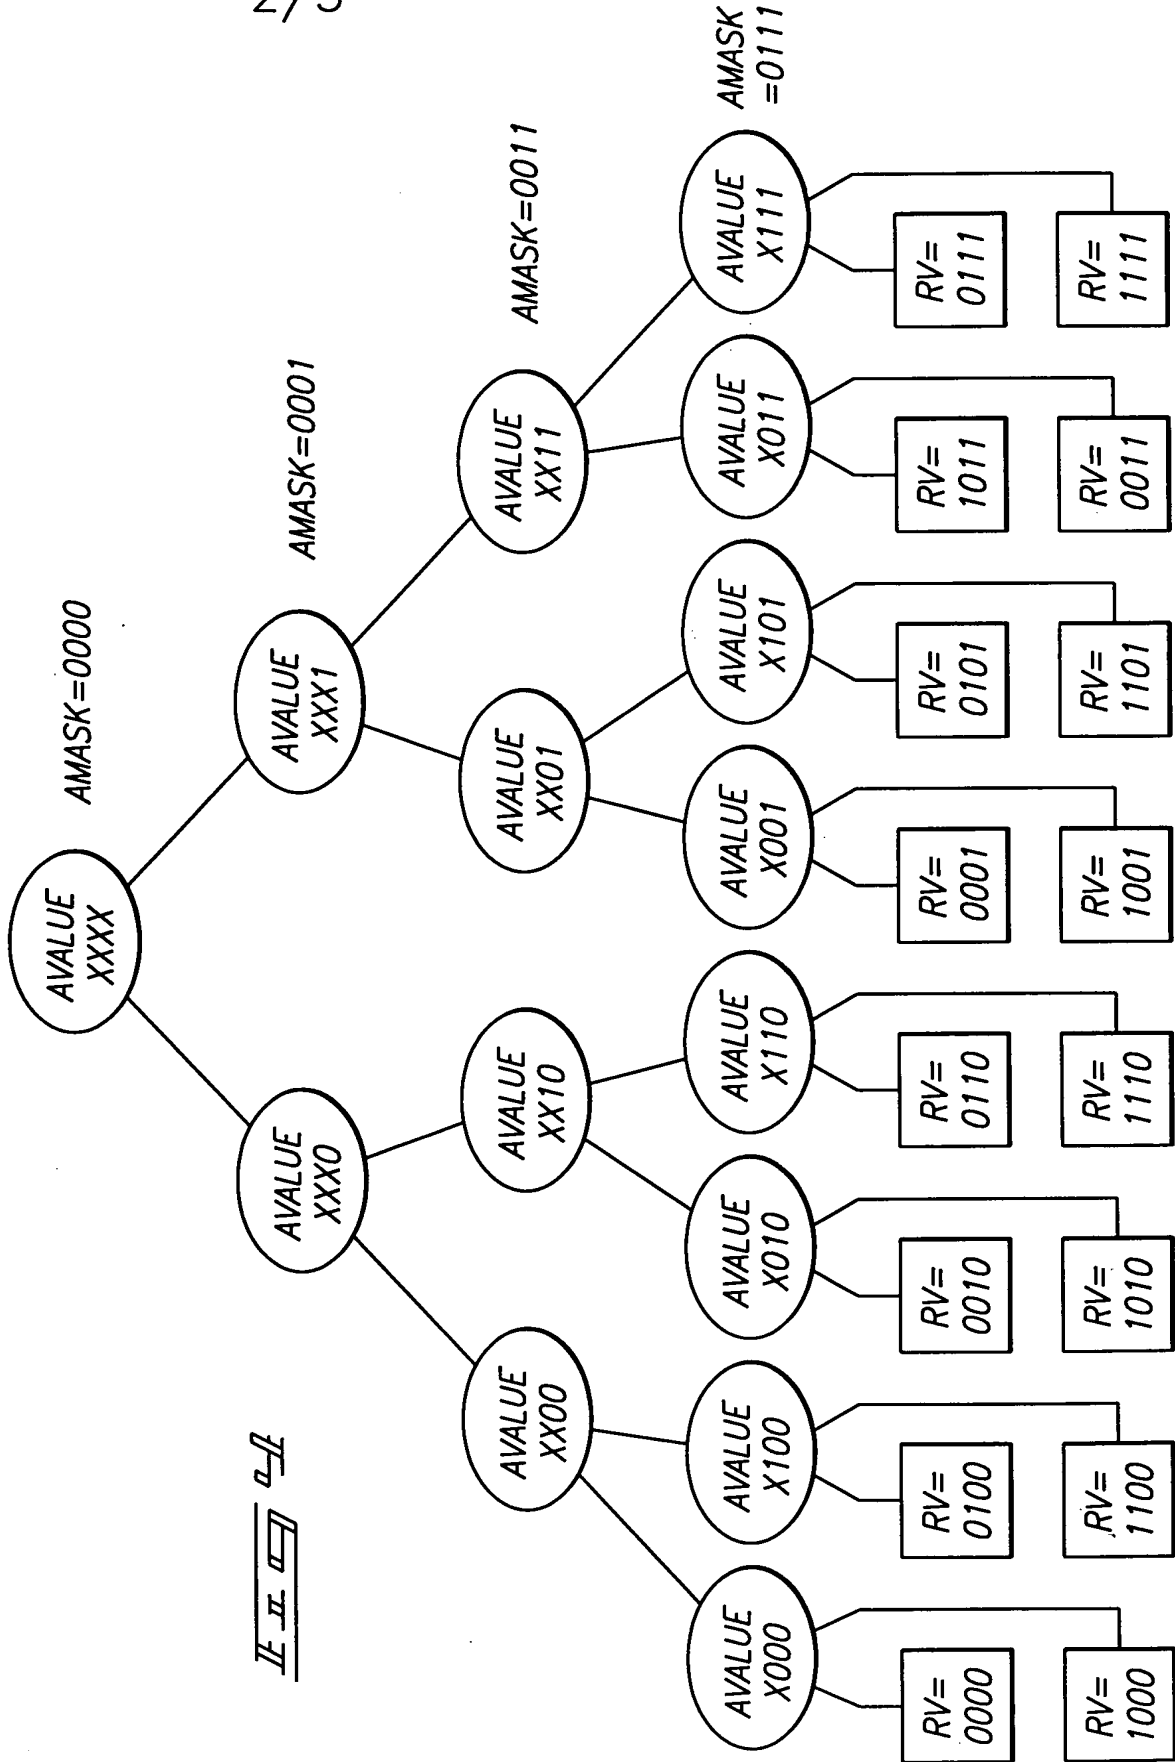 2/5
AMASK=0000
AVALUE
XXXX
AMASK=0001
AVALUE
XXX0
AVALUE
XXX1
AMASK=0011
AVALUE
XX00
AVALUE
XX10
AVALUE
XX01
AVALUE
XX11
AMASK
=0111
AVALUE
X000
AVALUE
X100
AVALUE
X010
AVALUE
X110
AVALUE
X001
AVALUE
X101
AVALUE
X011
AVALUE
X111
RV=
0000
RV=
0100
RV=
0010
RV=
0110
RV=
0001
RV=
0101
RV=
1011
RV=
0111
RV=
1000
RV=
1100
RV=
1010
RV=
1110
RV=
1001
RV=
1101
RV=
0011
RV=
1111
Fig 4